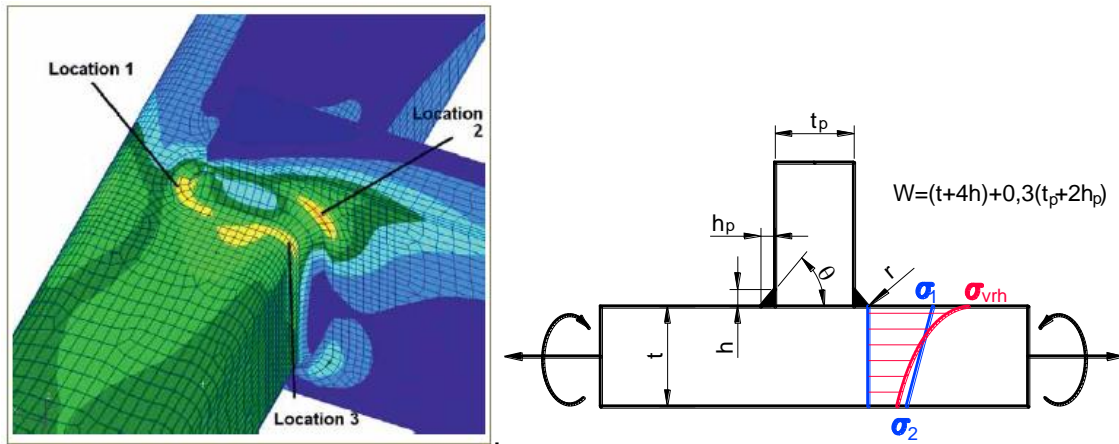 Location 1
Location
2
Location 3
tp
W=(t+4h)+0,3(tp+2hp)
hp
θ
r
σ1
σvrh
h
t
σ2